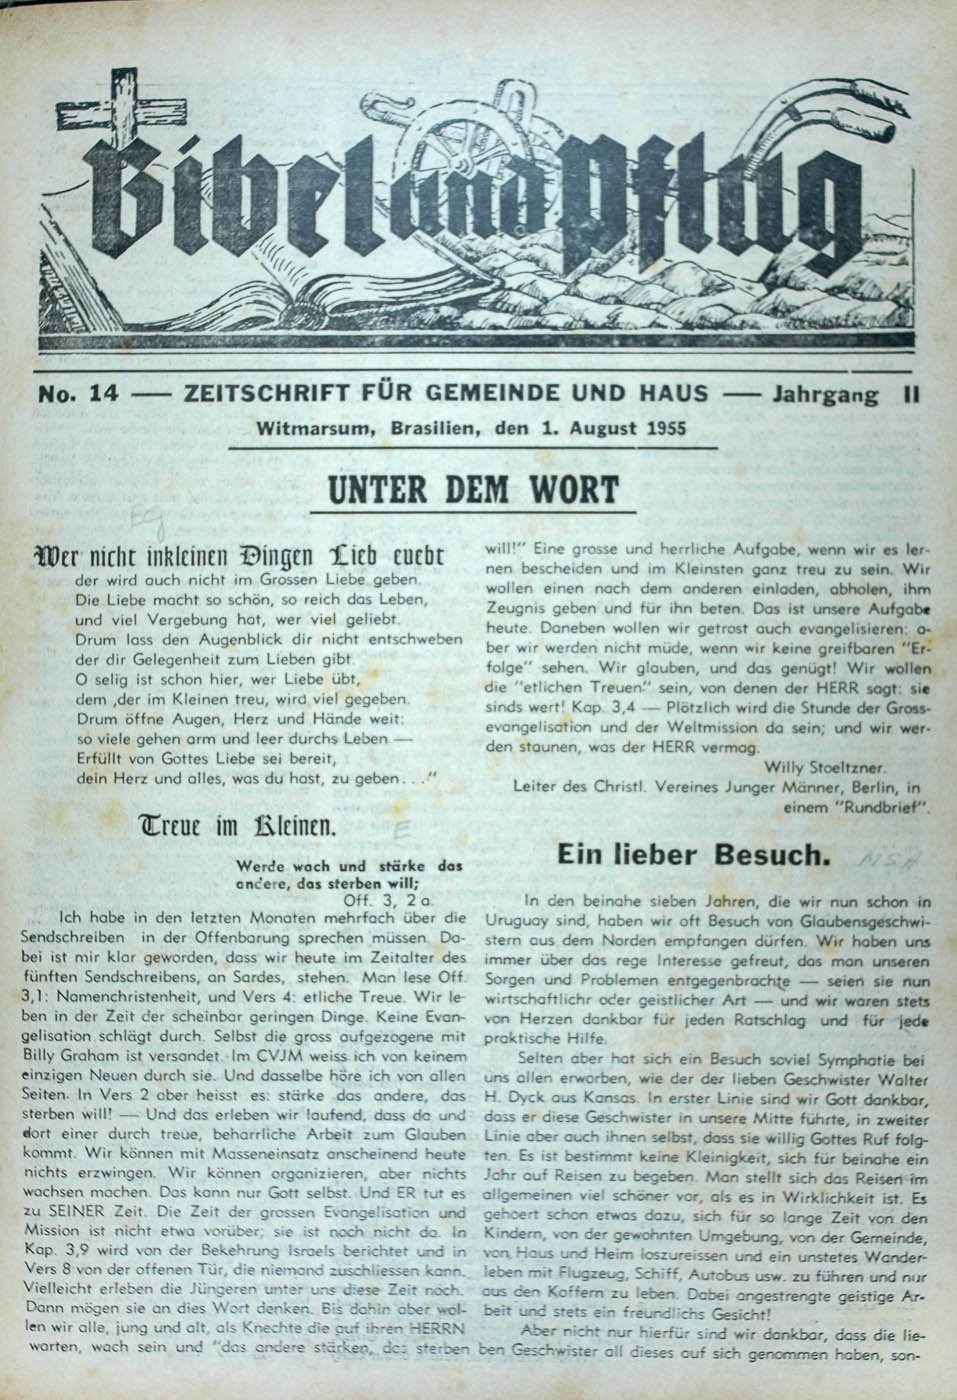 Bibel und Pflug
No. 14 — ZEITSCHRIFT FÜR GEMEINDE UND HAUS — Jahrgang II
Witmarsum, Brasilien, den 1. August 1955
UNTER DEM WORT
EG
Wer nicht inkleinen Dingen Lieb euebt
der wird auch nicht im Grossen Liebe geben.
Die Liebe macht so schön, so reich das Leben,
und viel Vergebung hat, wer viel geliebt.
Drum lass den Augenblick dir nicht entschweben
der dir Gelegenheit zum Lieben gibt.
O selig ist schon hier, wer Liebe übt,
dem ,der im Kleinen treu, wird viel gegeben.
Drum öffne Augen, Herz und Hände weit:
so viele gehen arm und leer durchs Leben —
Erfüllt von Gottes Liebe sei bereit,
dein Herz und alles, was du hast, zu geben. . ."
Treue im Kleinen.
E
Werde wach und stärke das
andere, das sterben will;
Off. 3, 2 a.
Ich habe in den letzten Monaten mehrfach über die
Sendschreiben in der Offenbarung sprechen müssen. Da-
bei ist mir klar geworden, dass wir heute im Zeitalter des
fünften Sendschreibens, an Sardes, stehen. Man lese Off.
3,1: Namenchristenheit, und Vers 4: etliche Treue. Wir le-
ben in der Zeit der scheinbar geringen Dinge. Keine Evan-
gelisation schlägt durch. Selbst die gross aufgezogene mit
Billy Graham ist versandet. Im CVJM weiss ich von keinem
einzigen Neuen durch sie. Und dasselbe höre ich von allen
Seiten. In Vers 2 aber heisst es: stärke das andere, das
sterben will! — Und das erleben wir laufend, dass da und
dort einer durch treue, beharrliche Arbeit zum Glauben
kommt. Wir können mit Masseneinsatz anscheinend heute
nichts erzwingen. Wir können organizieren, aber nichts
wachsen machen. Das kann nur Gott selbst. Und ER tut es
zu SEINER Zeit. Die Zeit der grossen Evangelisation und
Mission ist nicht etwa vorüber; sie ist noch nicht da. In
Kap. 3,9 wird von der Bekehrung Israels berichtet und in
Vers 8 von der offenen Tür, die niemand zuschliessen kann.
Vielleicht erleben die Jüngeren unter uns diese Zeit noch.
Dann mögen sie an dies Wort denken. Bis dahin aber wol-
len wir alle, jung und alt, als Knechte die auf ihren HERRN
warten, wach sein und "das andere stärken, das sterben
will!" Eine grosse und herrliche Aufgabe, wenn wir es ler-
nen bescheiden und im Kleinsten ganz treu zu sein. Wir
wollen einen nach dem anderen einladen, abholen, ihm
Zeugnis geben und für ihn beten. Das ist unsere Aufgabe
heute. Daneben wollen wir getrost auch evangelisieren; a-
ber wir werden nicht müde, wenn wir keine greifbaren "Er-
folge" sehen. Wir glauben, und das genügt! Wir wollen
die "etlichen Treuen" sein, von denen der HERR sagt: sie
sinds wert! Kap. 3,4 — Plötzlich wird die Stunde der Gross-
evangelisation und der Weltmission da sein; und wir wer-
den staunen, was der HERR vermag.
Willy Stoeltzner.
Leiter des Christl. Vereines Junger Männer, Berlin, in
einem "Rundbrief".
Ein lieber Besuch.
MSH
In den beinahe sieben Jahren, die wir nun schon in
Uruguay sind, haben wir oft Besuch von Glaubensgeschwi-
stern aus dem Norden empfangen dürfen. Wir haben uns
immer über das rege Interesse gefreut, das man unseren
Sorgen und Problemen entgegenbrachte — seien sie nun
wirtschaftlichr oder geistlicher Art — und wir waren stets
von Herzen dankbar für jeden Ratschlag und für jede
praktische Hilfe.
Selten aber hat sich ein Besuch soviel Symphatie bei
uns allen erworben, wie der der lieben Geschwister Walter
H. Dyck aus Kansas. In erster Linie sind wir Gott dankbar,
dass er diese Geschwister in unsere Mitte führte, in zweiter
Linie aber auch ihnen selbst, dass sie willig Gottes Ruf folg-
ten. Es ist bestimmt keine Kleinigkeit, sich für beinahe ein
Jahr auf Reisen zu begeben. Man stellt sich das Reisen im
allgemeinen viel schöner vor, als es in Wirklichkeit ist. Es
gehoert schon etwas dazu, sich für so lange Zeit von den
Kindern, von der gewohnten Umgebung, von der Gemeinde,
von Haus und Heim loszureissen und ein unstetes Wander-
leben mit Flugzeug, Schiff, Autobus usw. zu führen und nur
aus den Koffern zu leben. Dabei angestrengte geistige Ar-
beit und stets ein freundlichs Gesicht!
Aber nicht nur hierfür sind wir dankbar, dass die lie-
ben Geschwister all dieses auf sich genommen haben, son-